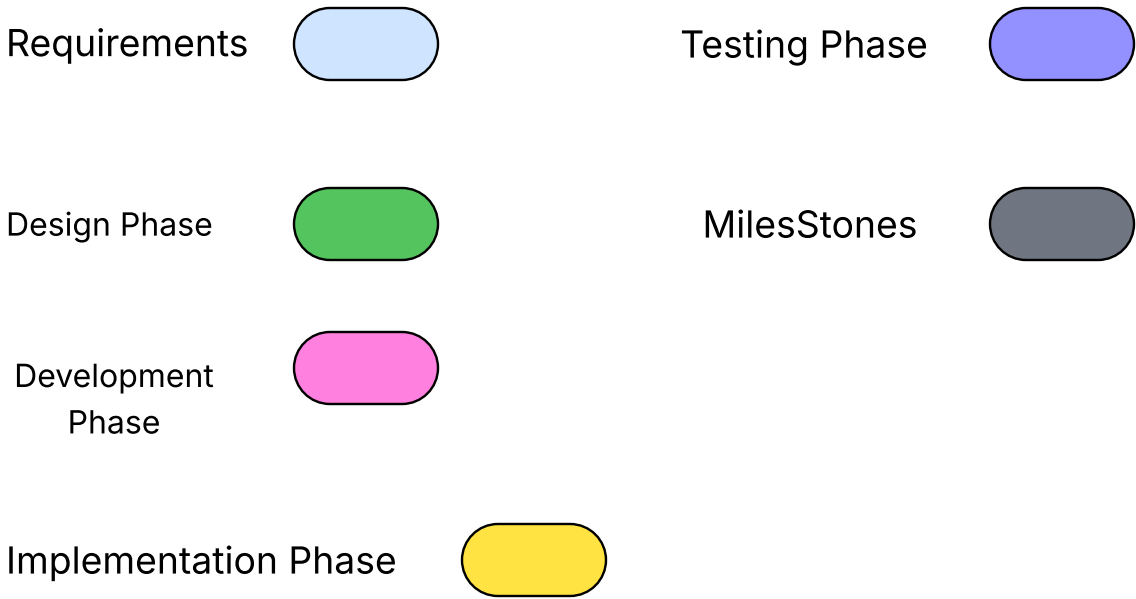 Requirements
Testing Phase
Design Phase
MilesStones
Development
Phase
Implementation Phase